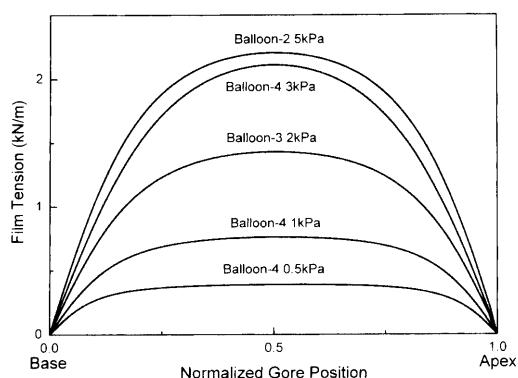 Film Tension (kN/m)
2
1
0
Balloon-2 5kPa
Balloon-4 3kPa
Balloon-3 2kPa
Balloon-4 1kPa
Balloon-4 0.5kPa
0.0
0.5
1.0
Base
Normalized Gore Position
Apex